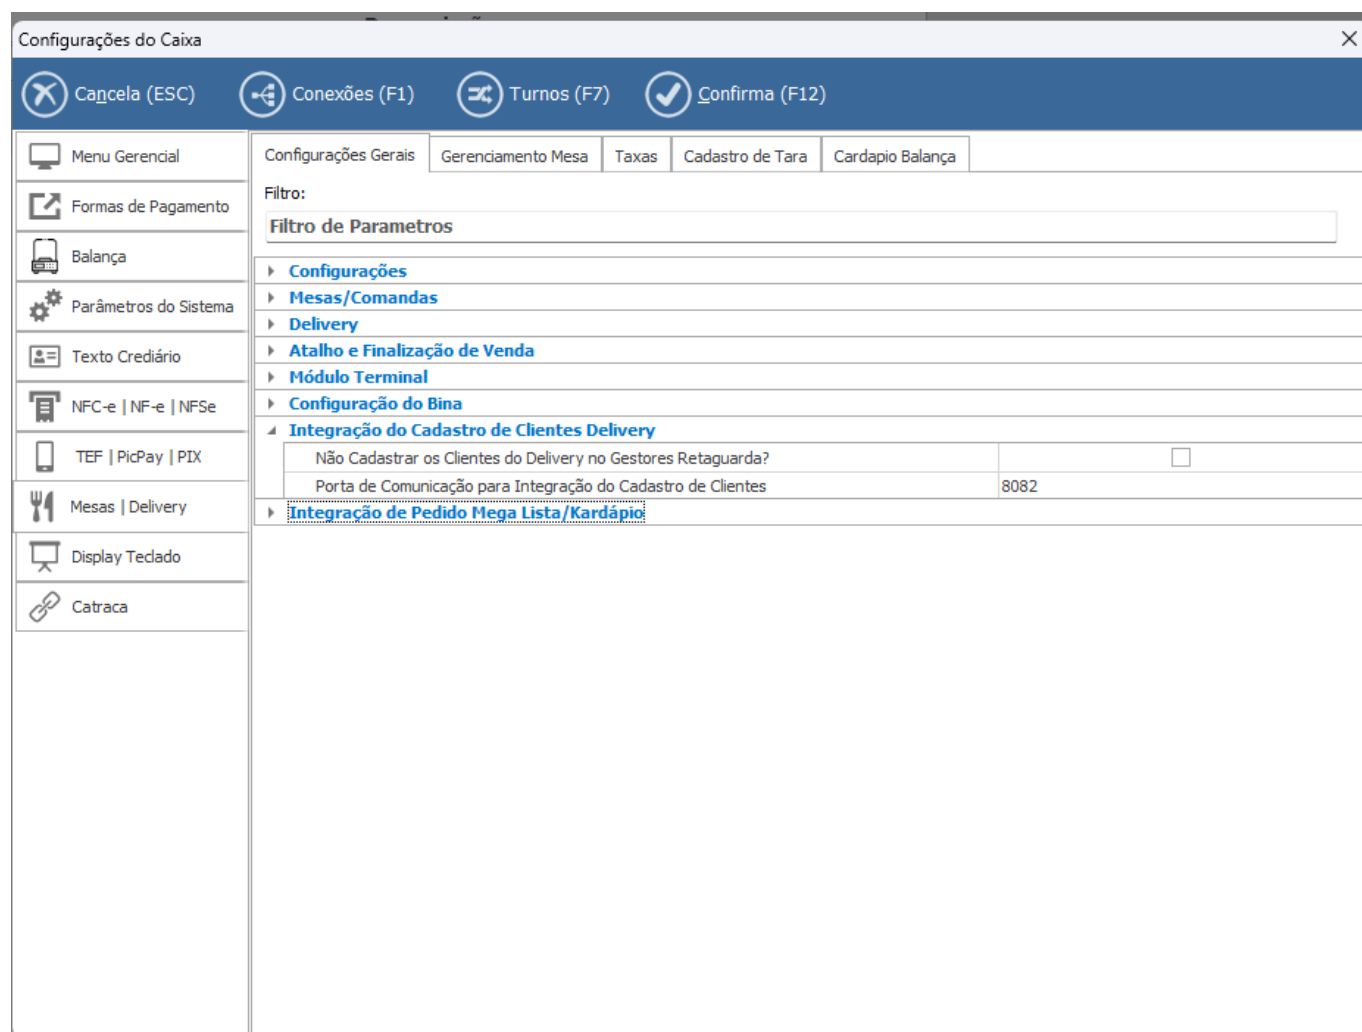 Configurações do Caixa
Cancela (ESC)
Conexões (F1)
Turnos (F7)
Confirma (F12)
Menu Gerencial
Formas de Pagamento
Balança
Parâmetros do Sistema
Texto Crediário
NFC-e | NF-e | NFSe
TEF | PicPay | PIX
Mesas | Delivery
Display Teclado
Catraca
Configurações Gerais
Gerenciamento Mesa
Taxas
Cadastro de Tara
Cardapio Balança
Filtro:
Filtro de Parametros
Configurações
Mesas/Comandas
Delivery
Atalho e Finalização de Venda
Módulo Terminal
Configuração do Bina
Integração do Cadastro de Clientes Delivery
Não Cadastrar os Clientes do Delivery no Gestores Retaguarda?
Porta de Comunicação para Integração do Cadastro de Clientes 8082
Integração de Pedido Mega Lista/Kardápio